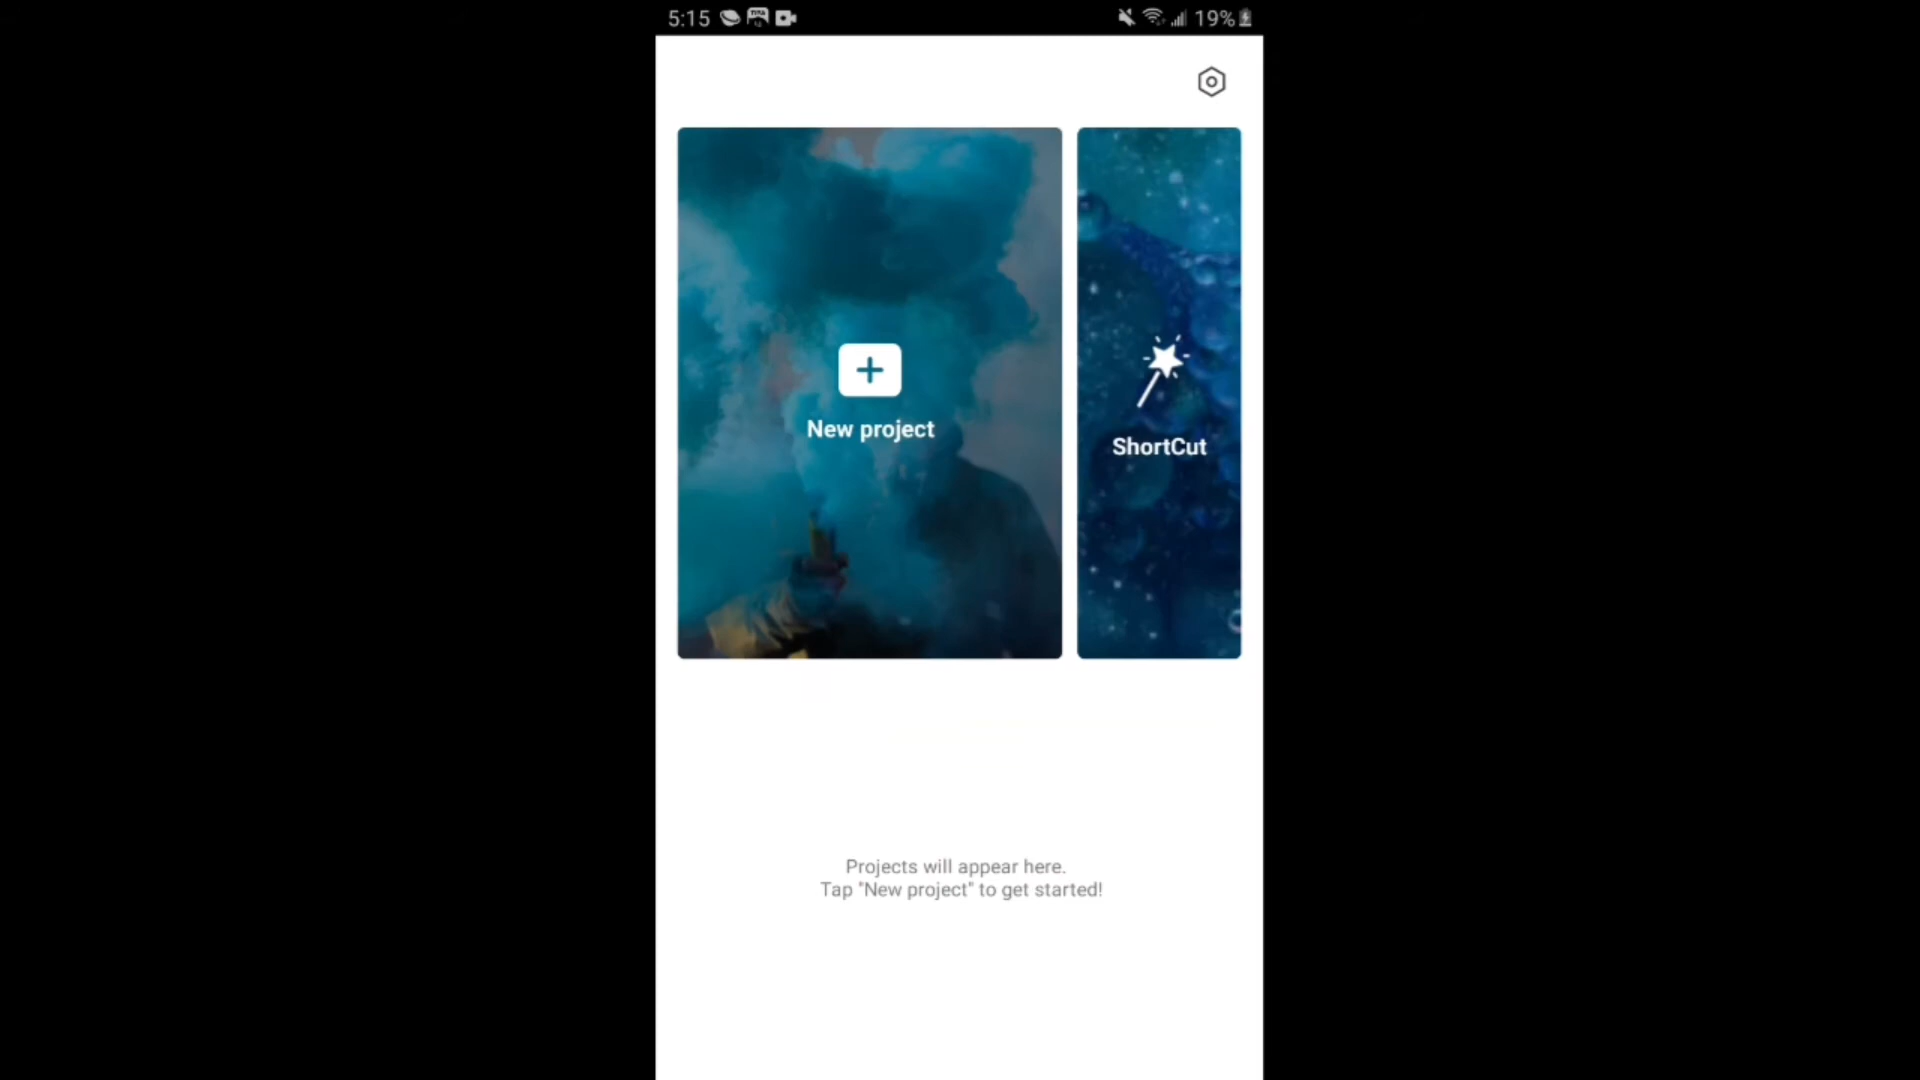 5:15
19%
New project
ShortCut
Projects will appear here.
Tap "New project" to get started!